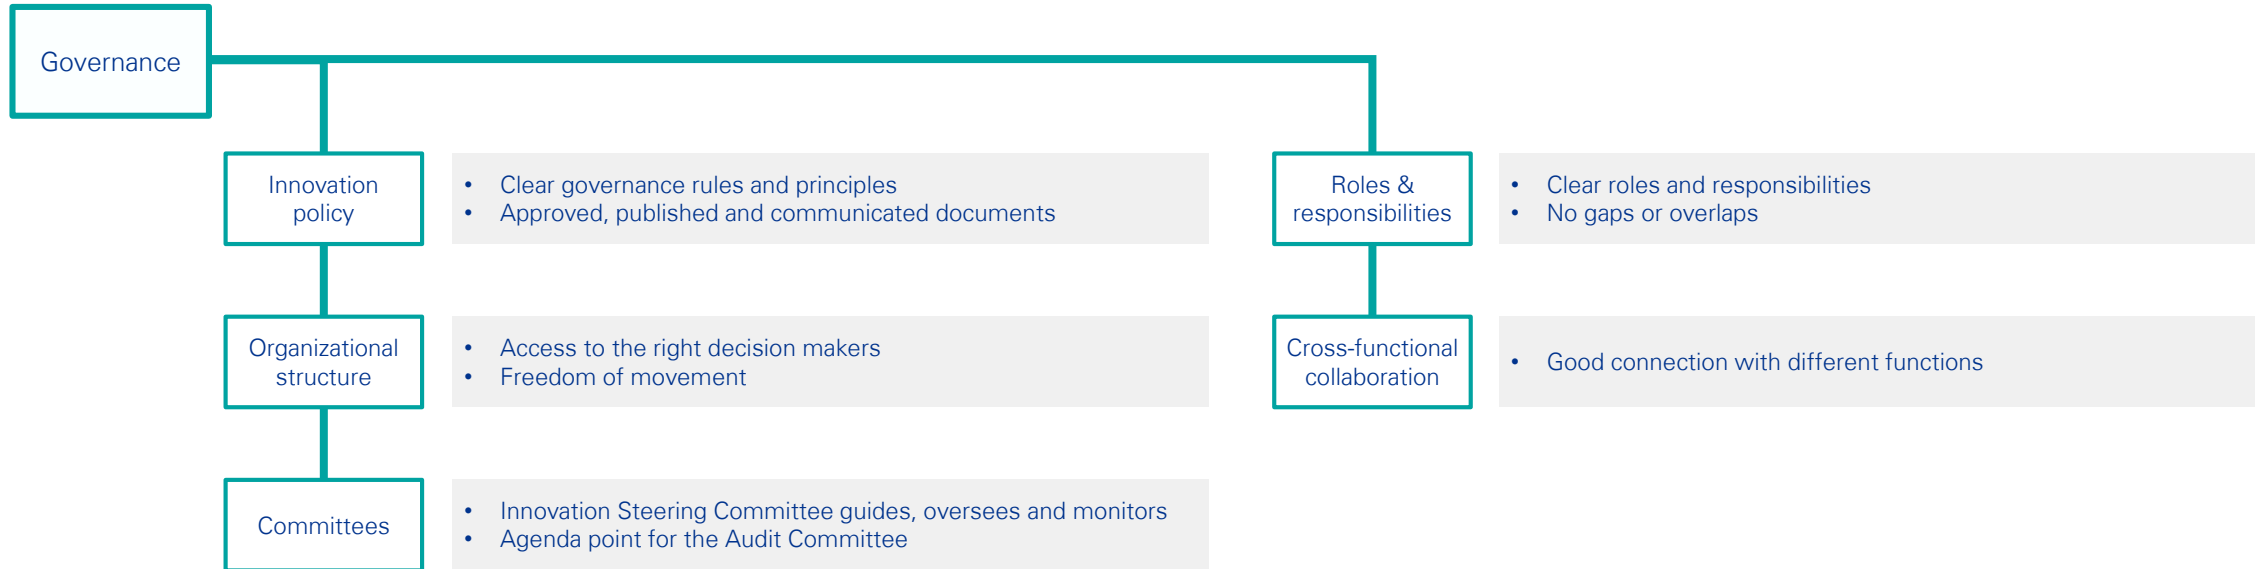 Governance
Innovation
policy
• Clear governance rules and principles
• Approved, published and communicated documents
Organizational
structure
• Access to the right decision makers
• Freedom of movement
Committees
• Innovation Steering Committee guides, oversees and monitors
• Agenda point for the Audit Committee
Roles &
responsibilities
• Clear roles and responsibilities
• No gaps or overlaps
Cross-functional
collaboration
• Good connection with different functions